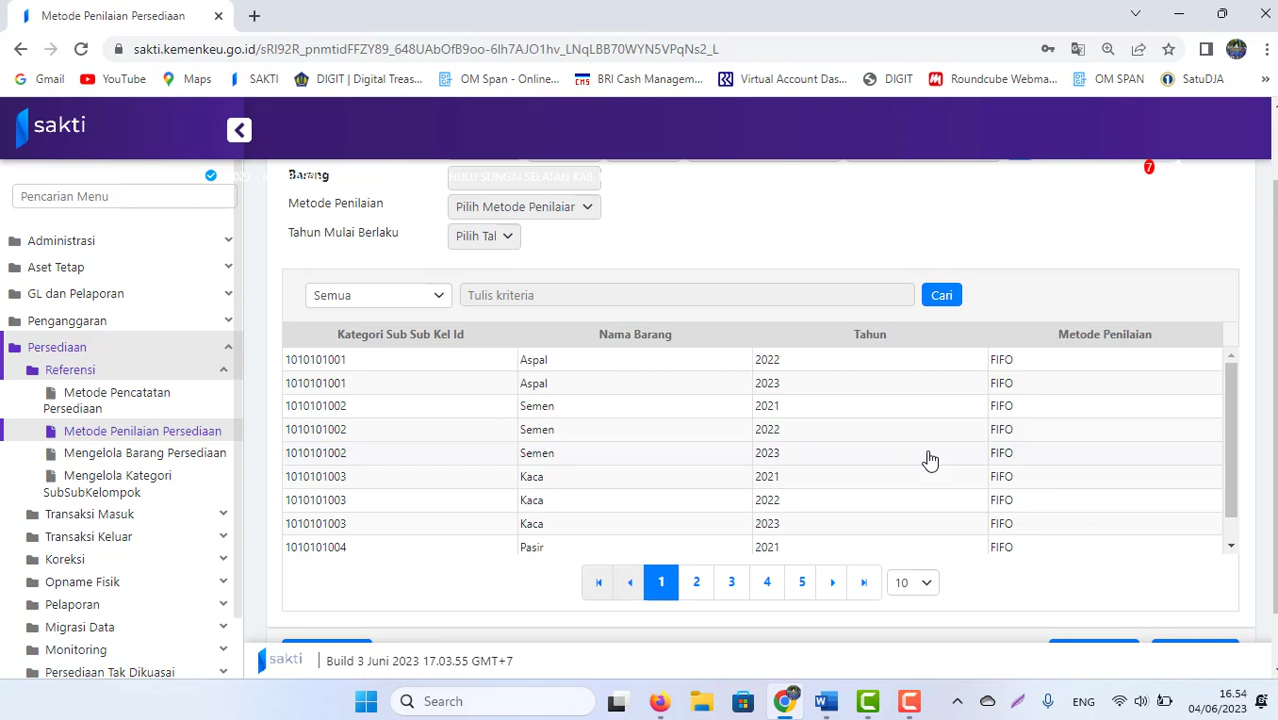 Metode Penilaian Persediaan
sakti.kemenkeu.go.id/sRI92R_pnmtidFFZY89_648UAbOfB9oo-6Ih7AJO1hv_LNqLBB70WYN5VPqNs2_L
Gmail YouTube Maps SAKTI DIGIT | Digital Treas... OM Span - Online... BRI Cash Managem... Virtual Account Das... DIGIT Roundcube Webma... OM SPAN SatuDJA »
sakti
7
Pencarian Menu
Administrasi
Aset Tetap
GL dan Pelaporan
Penganggaran
Persediaan
Referensi
Metode Pencatatan
Persediaan
Metode Penilaian Persediaan
Mengelola Barang Persediaan
Mengelola Kategori
SubSubKelompok
Transaksi Masuk
Transaksi Keluar
Koreksi
Opname Fisik
Pelaporan
Migrasi Data
Monitoring
Persediaan Tak Dikuasai
Barang HULU SUNGAI SELATAN KAB
Metode Penilaian Pilih Metode Penilaian
Tahun Mulai Berlaku Pilih Tal
Semua Tulis kriteria Cari
Kategori Sub Sub Kel Id Nama Barang Tahun Metode Penilaian
1010101001 Aspal 2022 FIFO
1010101001 Aspal 2023 FIFO
1010101002 Semen 2021 FIFO
1010101002 Semen 2022 FIFO
1010101002 Semen 2023 FIFO
1010101003 Kaca 2021 FIFO
1010101003 Kaca 2022 FIFO
1010101003 Kaca 2023 FIFO
1010101004 Pasir 2021 FIFO
1 2 3 4 5 10
sakti | Build 3 Juni 2023 17.03.55 GMT+7
Search
ENG
16.54
04/06/2023